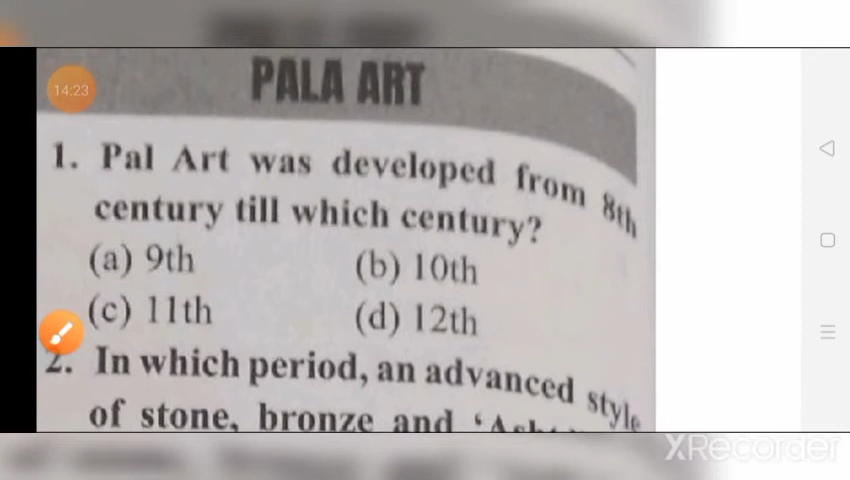 PALA ART
14:23
1. Pal Art was developed from 8th
century till which century?
(a) 9th (b) 10th
(c) 11th (d) 12th
2. In which period, an advanced style
of stone, bronze and
XRecorder